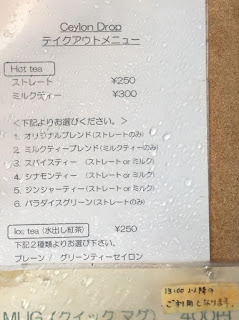 Ceylon Drop
テイクアウトメニュー
Hot tea
ストレート ¥250
ミルクティー ¥300
＜下記よりお選びください。＞
1. オリジナルブレンド(ストレートのみ)
2. ミルクティーブレンド(ミルクティーのみ)
3. スパイスティー (ストレート or ミルク)
4. シナモンティー (ストレート or ミルク)
5. ジンジャーティー (ストレート or ミルク)
6. パラダイスグリーン(ストレートのみ)
Ice tea (水出し紅茶) ¥250
下記2種類よりお選び下さい。
プレーン / グリーンティーセイロン
13:00以降の
ご利用となります。
MUG (クイックマグ) 400円